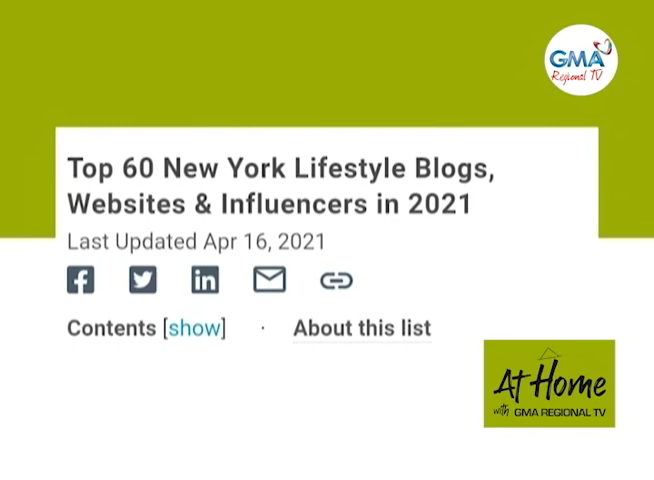 GMA
Regional TV
Top 60 New York Lifestyle Blogs,
Websites & Influencers in 2021
Last Updated Apr 16, 2021
Contents [show] · About this list
At Home
with GMA REGIONAL TV